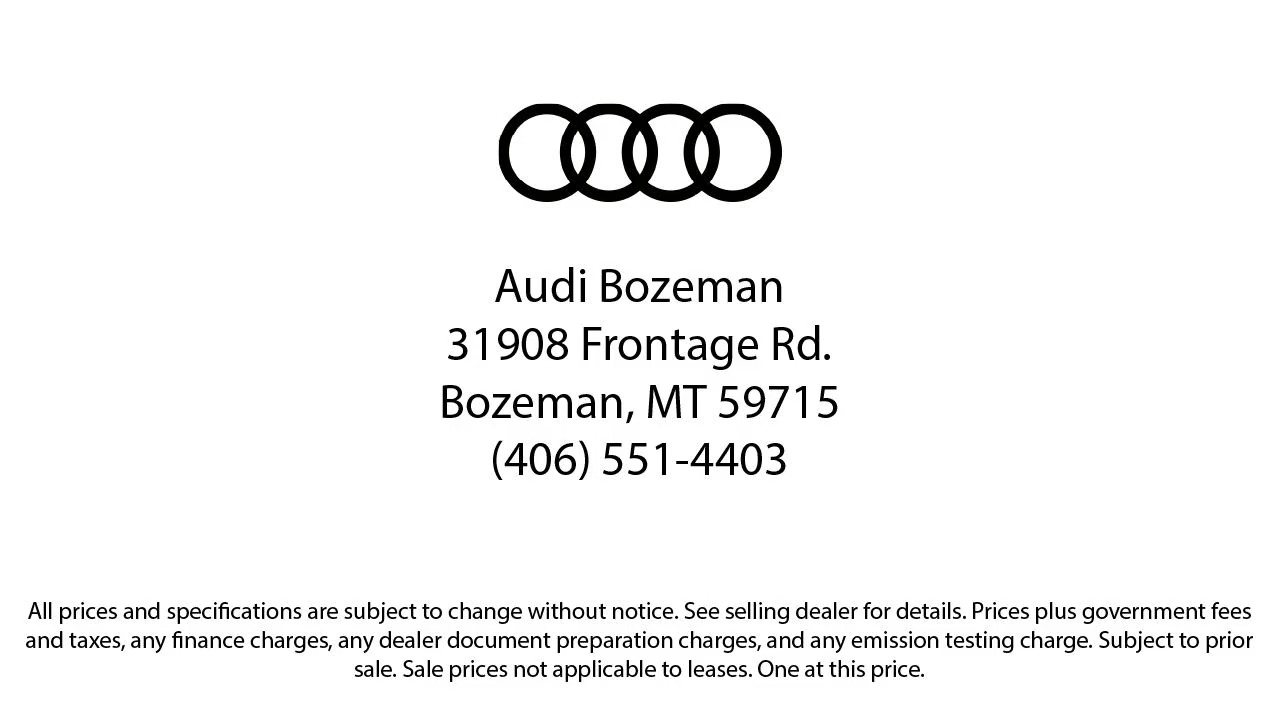 Audi Bozeman
31908 Frontage Rd.
Bozeman, MT 59715
(406) 551-4403
All prices and specifications are subject to change without notice. See selling dealer for details. Prices plus government fees
and taxes, any finance charges, any dealer document preparation charges, and any emission testing charge. Subject to prior
sale. Sale prices not applicable to leases. One at this price.